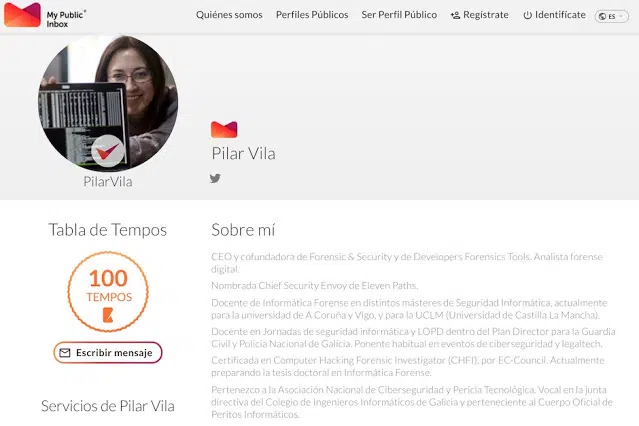 My Public® Inbox
Quiénes somos
Perfiles Públicos
Ser Perfil Público
Regístrate
Identifícate
ES
Pilar Vila
PilarVila
Tabla de Tempos
100
TEMPOS
Escribir mensaje
Servicios de Pilar Vila
Sobre mí
CEO y cofundadora de Forensic & Security y de Developers Forensics Tools. Analista forense
digital.
Nombrada Chief Security Envoy de Eleven Paths.
Docente de Informática Forense en distintos másteres de Seguridad Informática, actualmente
para la universidad de A Coruña y Vigo, y para la UCLM (Universidad de Castilla La Mancha).
Docente en Jornadas de seguridad informática y LOPD dentro del Plan Director para la Guardia
Civil y Policia Nacional de Galicia. Ponente habitual en eventos de ciberseguridad y legaltech.
Certificada en Computer Hacking Forensic Investigator (CHFI), por EC-Council. Actualmente
preparando la tesis doctoral en Informática Forense.
Pertenezco a la Asociación Nacional de Ciberseguridad y Pericia Tecnológica. Vocal en la junta
directiva del Colegio de Ingenieros Informáticos de Galicia y perteneciente al Cuerpo Oficial de
Peritos Informáticos.